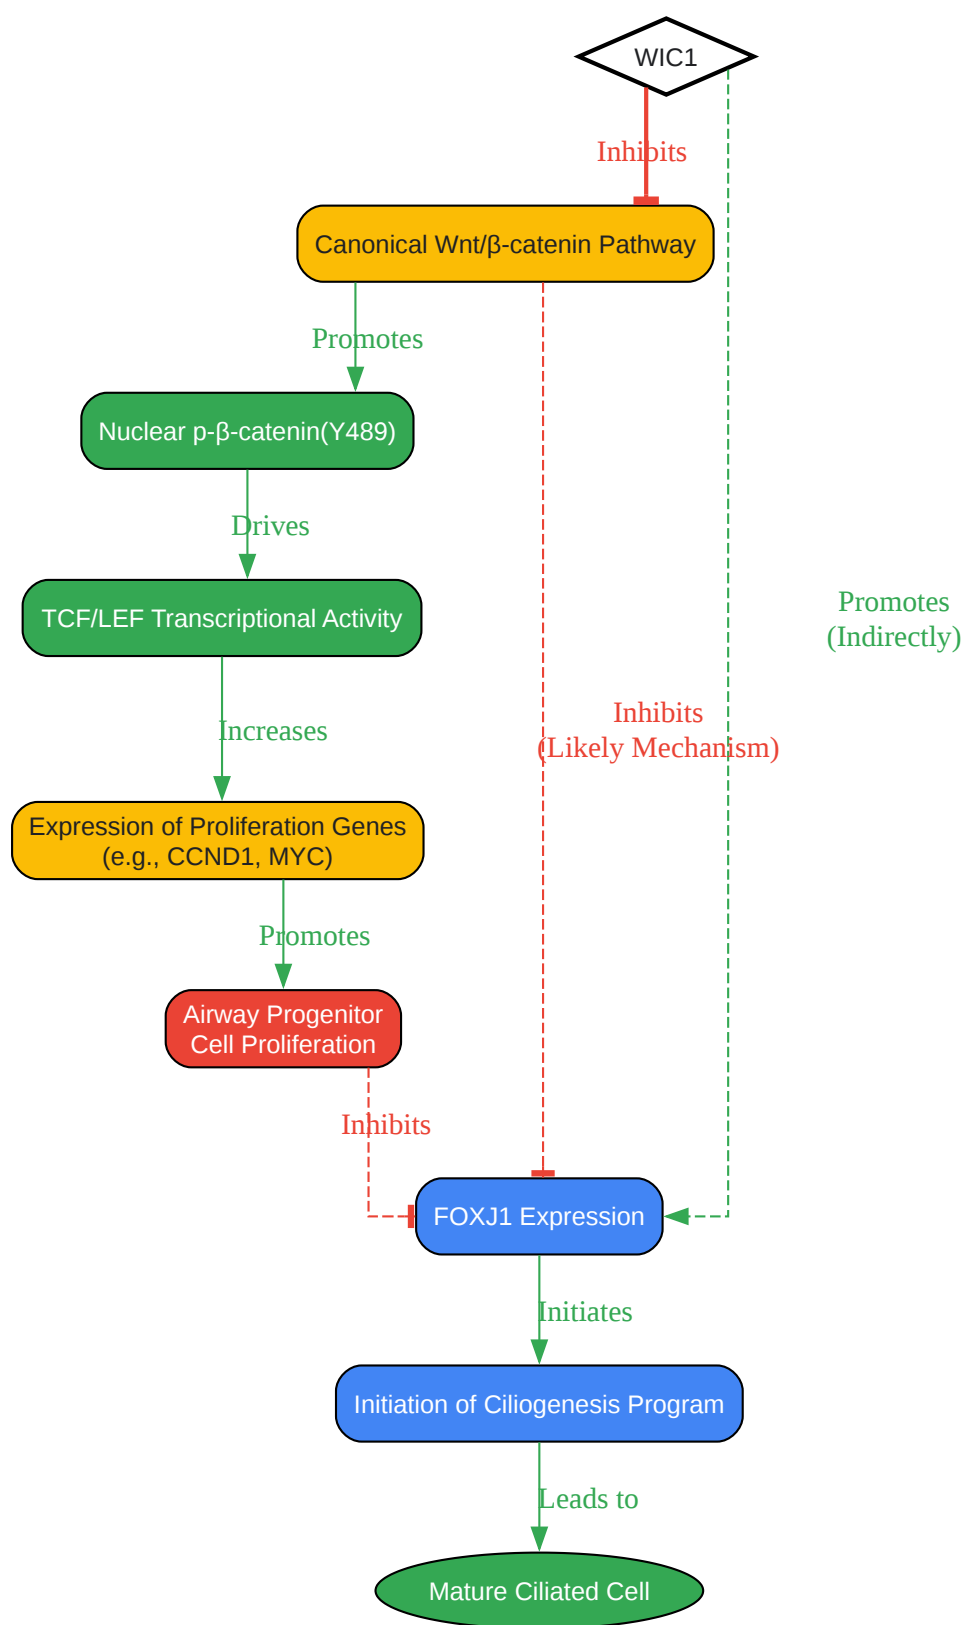 WIC1
Inhibits
Canonical Wnt/β-catenin Pathway
Promotes
Nuclear p-β-catenin(Y489)
Drives
TCF/LEF Transcriptional Activity
Promotes
(Indirectly)
Increases
Inhibits
(Likely Mechanism)
Expression of Proliferation Genes
(e.g., CCND1, MYC)
Promotes
Airway Progenitor
Cell Proliferation
Inhibits
FOXJ1 Expression
Initiates
Initiation of Ciliogenesis Program
Leads to
Mature Ciliated Cell